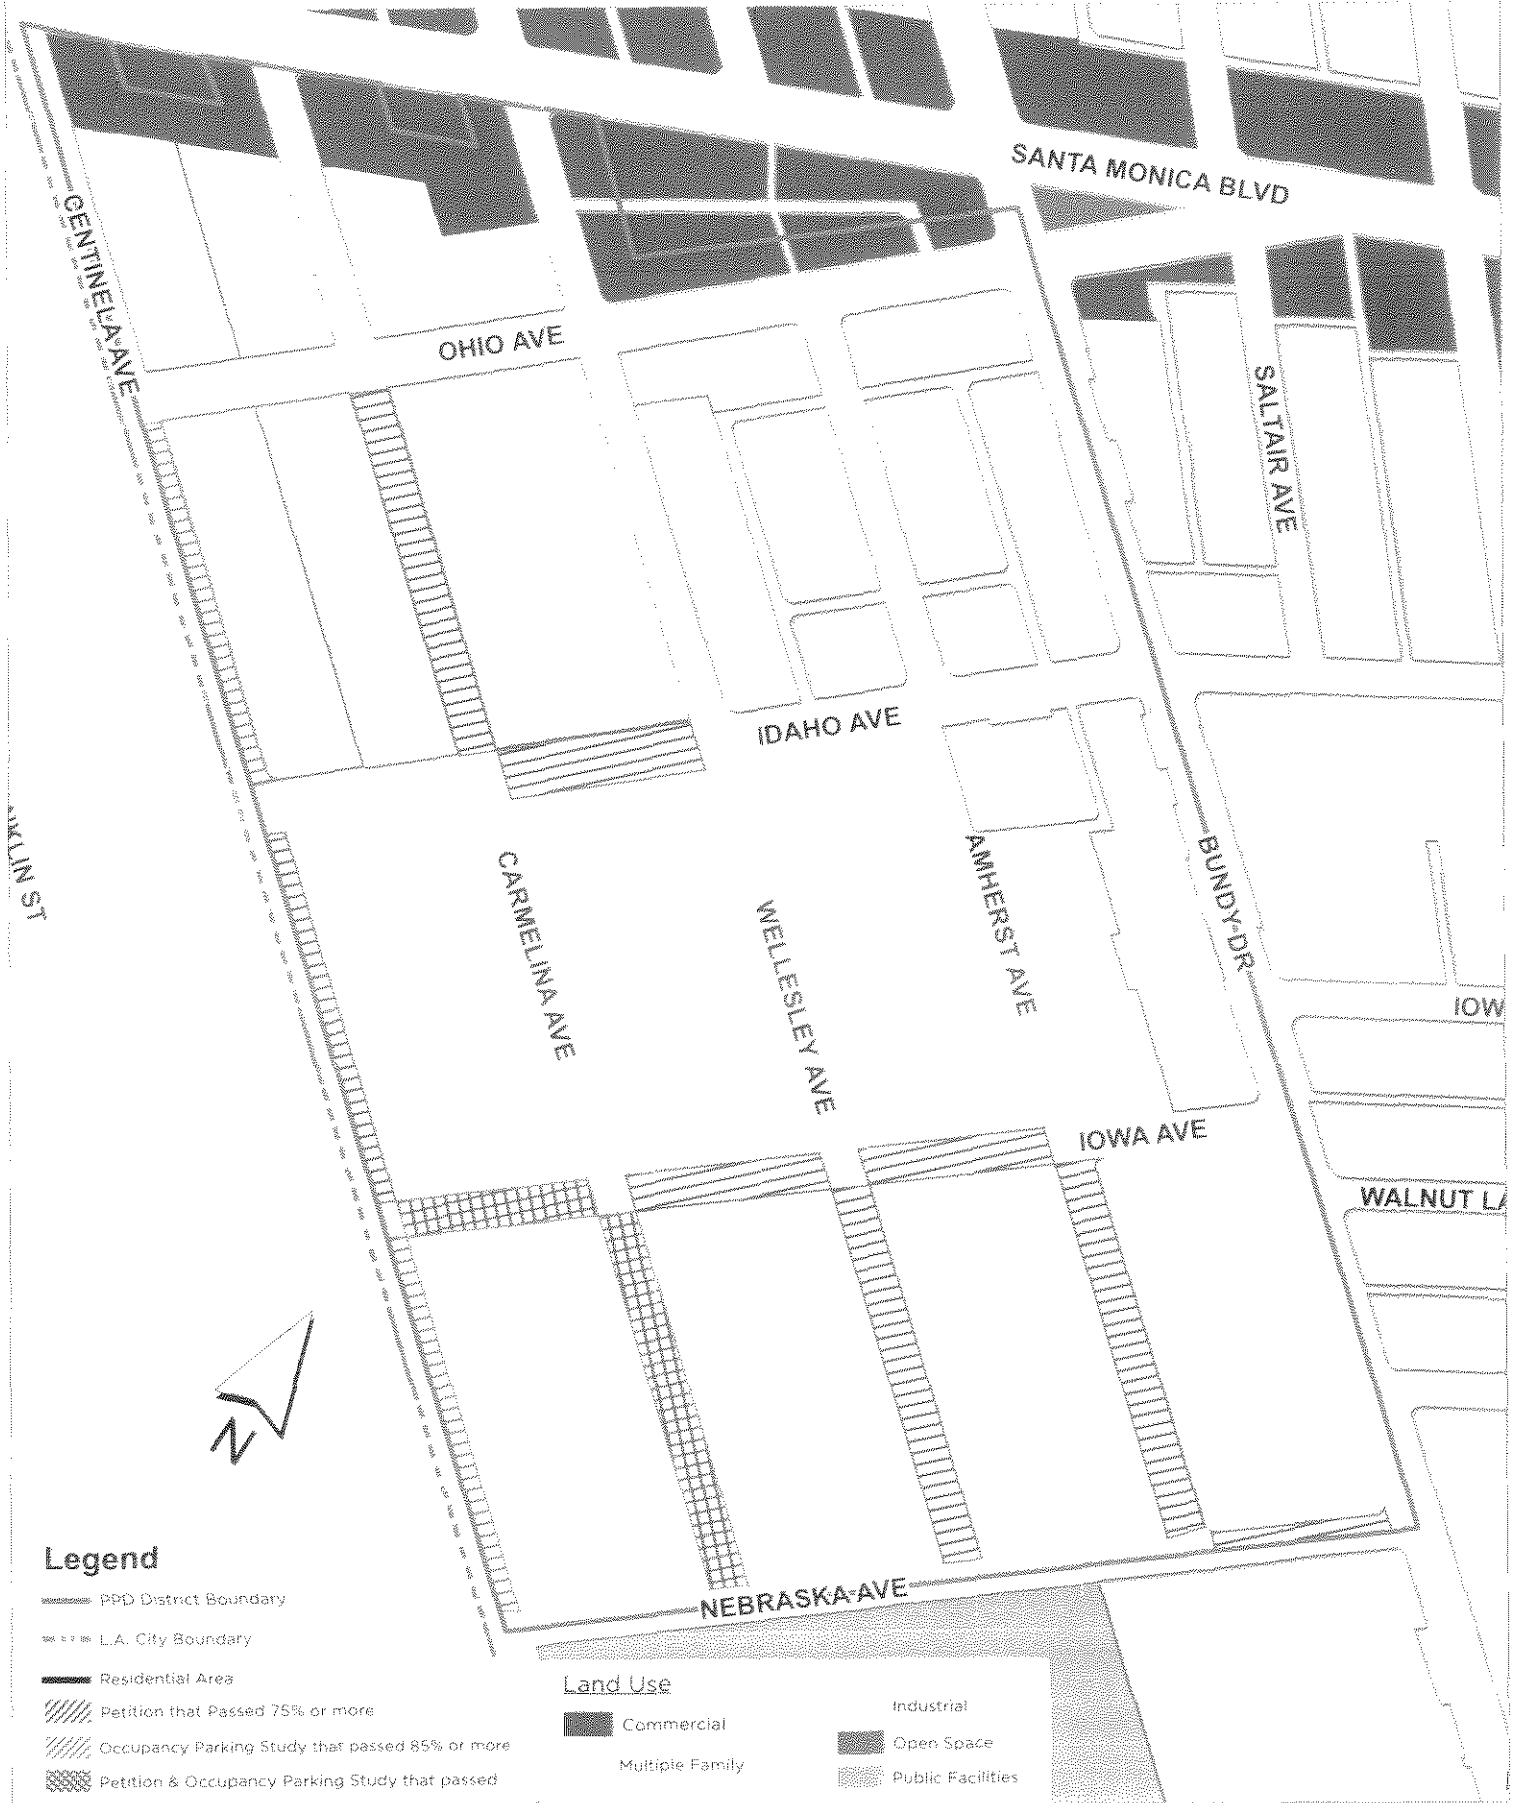 SANTA MONICA BLVD
CENTINELA AVE
OHIO AVE
SALTAIR AVE
IDAHO AVE
ST
CARMELINA AVE
WELLESLEY AVE
AMHERST AVE
BUNDY DR
IOW
IOWA AVE
WALNUT LA
N
NEBRASKA AVE
Legend
PPD District Boundary
L.A. City Boundary
Residential Area
Petition that Passed 75% or more
Occupancy Parking Study that passed 85% or more
Petition & Occupancy Parking Study that passed
Land Use
Commercial
Multiple Family
Industrial
Open Space
Public Facilities